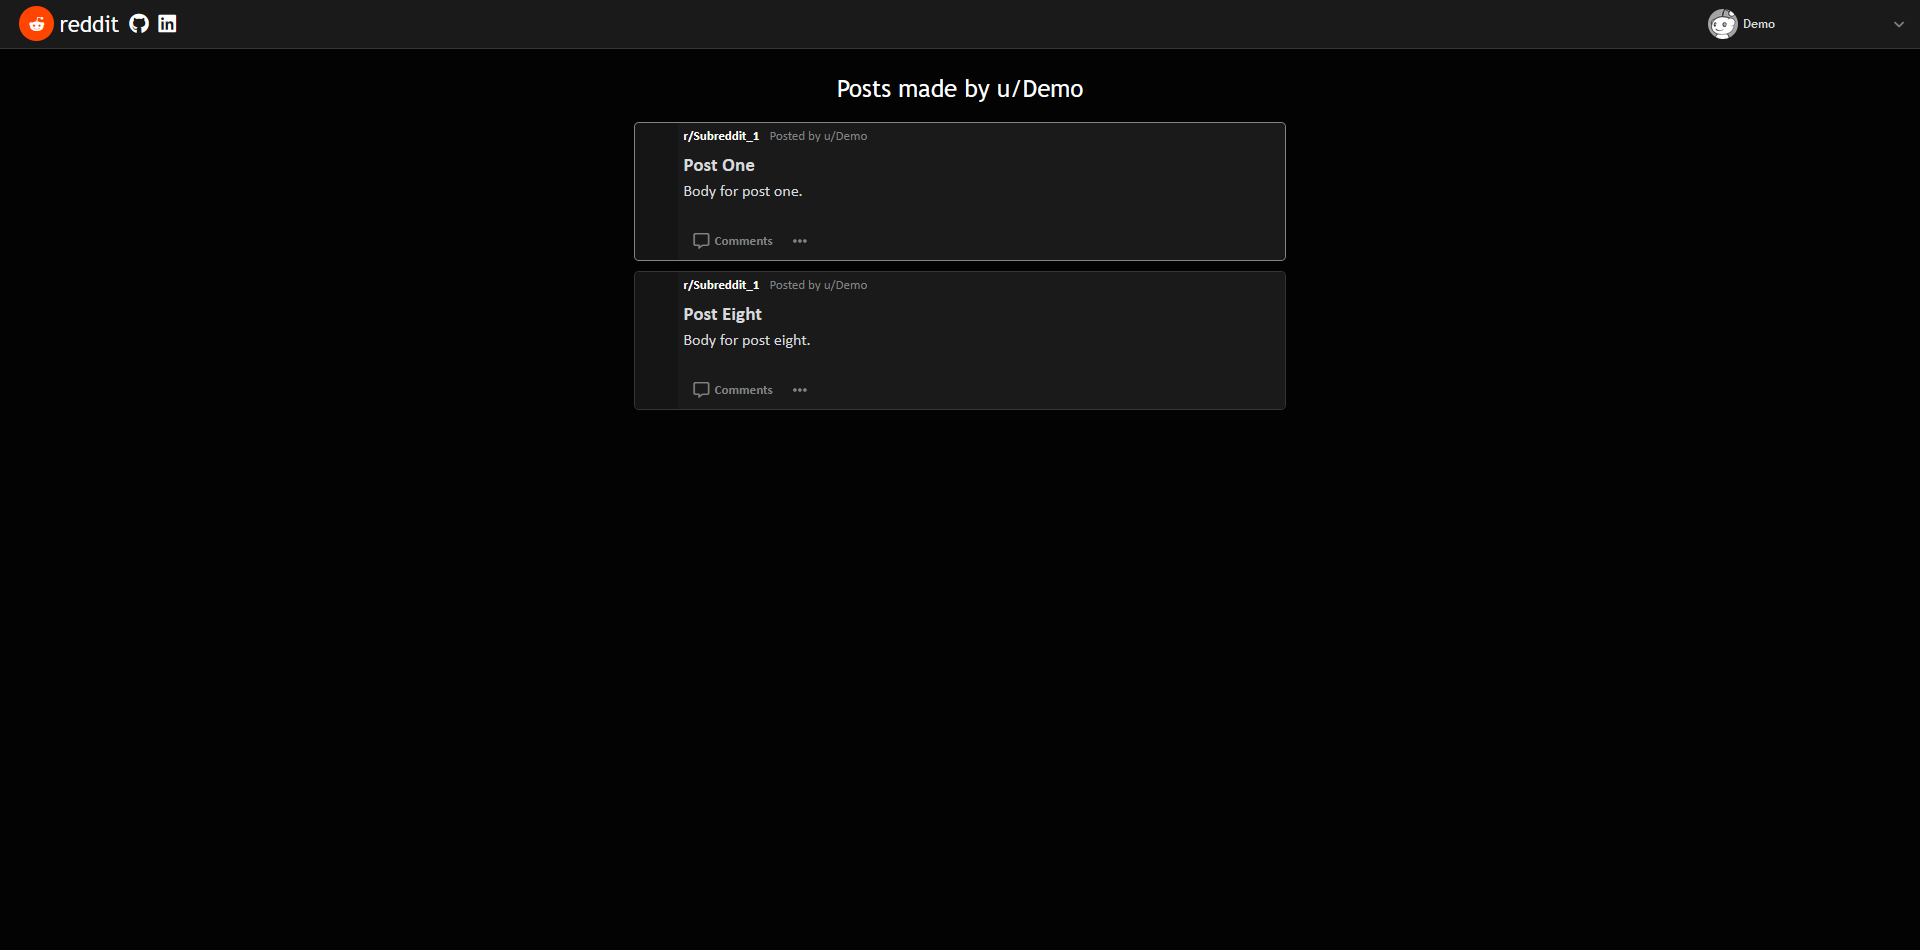 reddit
Demo
Posts made by u/Demo
r/Subreddit_1 Posted by u/Demo
Post One
Body for post one.
Comments
r/Subreddit_1 Posted by u/Demo
Post Eight
Body for post eight.
Comments